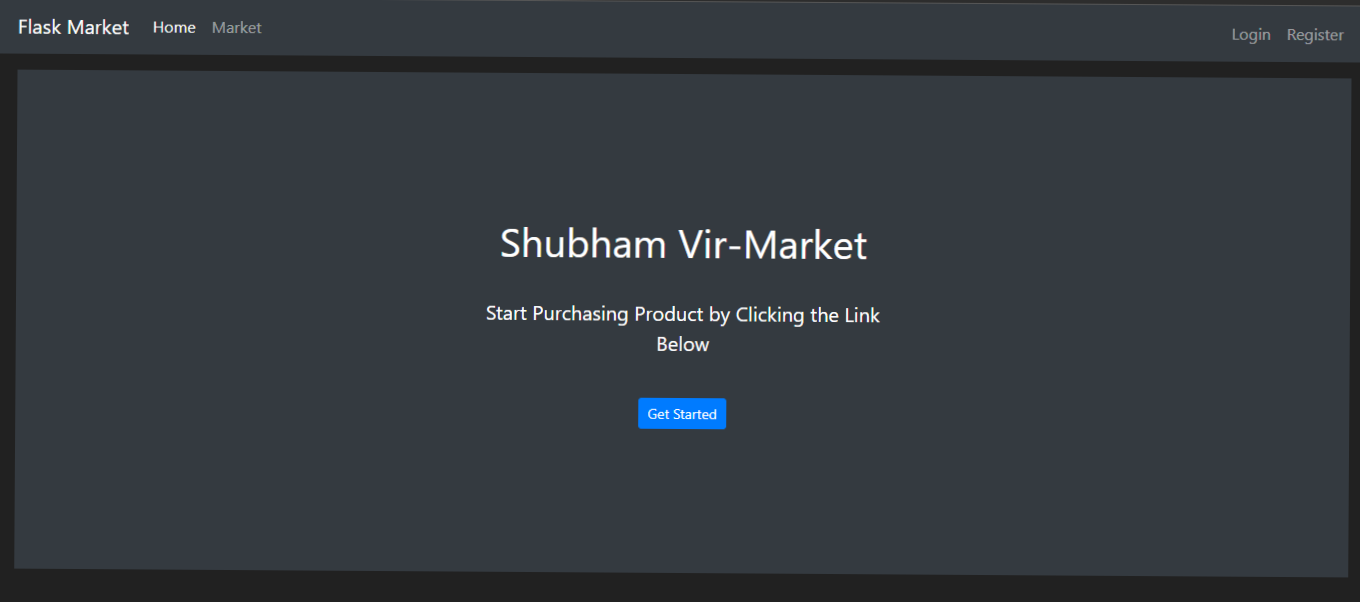 Flask Market Home Market Login Register
Shubham Vir-Market
Start Purchasing Product by Clicking the Link
Below
Get Started